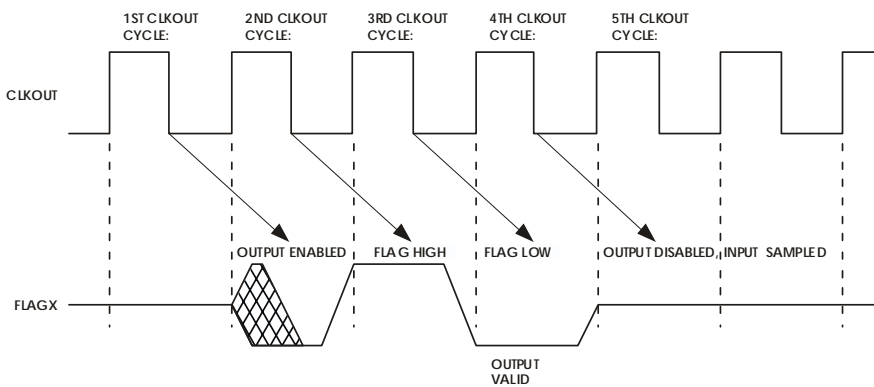 1ST CLKOUT
CYCLE:
2ND CLKOUT
CYCLE:
3RD CLKOUT
CYCLE:
4TH CLKOUT
CYCLE:
5TH CLKOUT
CYCLE:
CLKOUT
OUTPUT ENABLED
FLAG HIGH
FLAG LOW
OUTPUT DISABLED, INPUT SAMPLED
FLAGX
OUTPUT
VALID